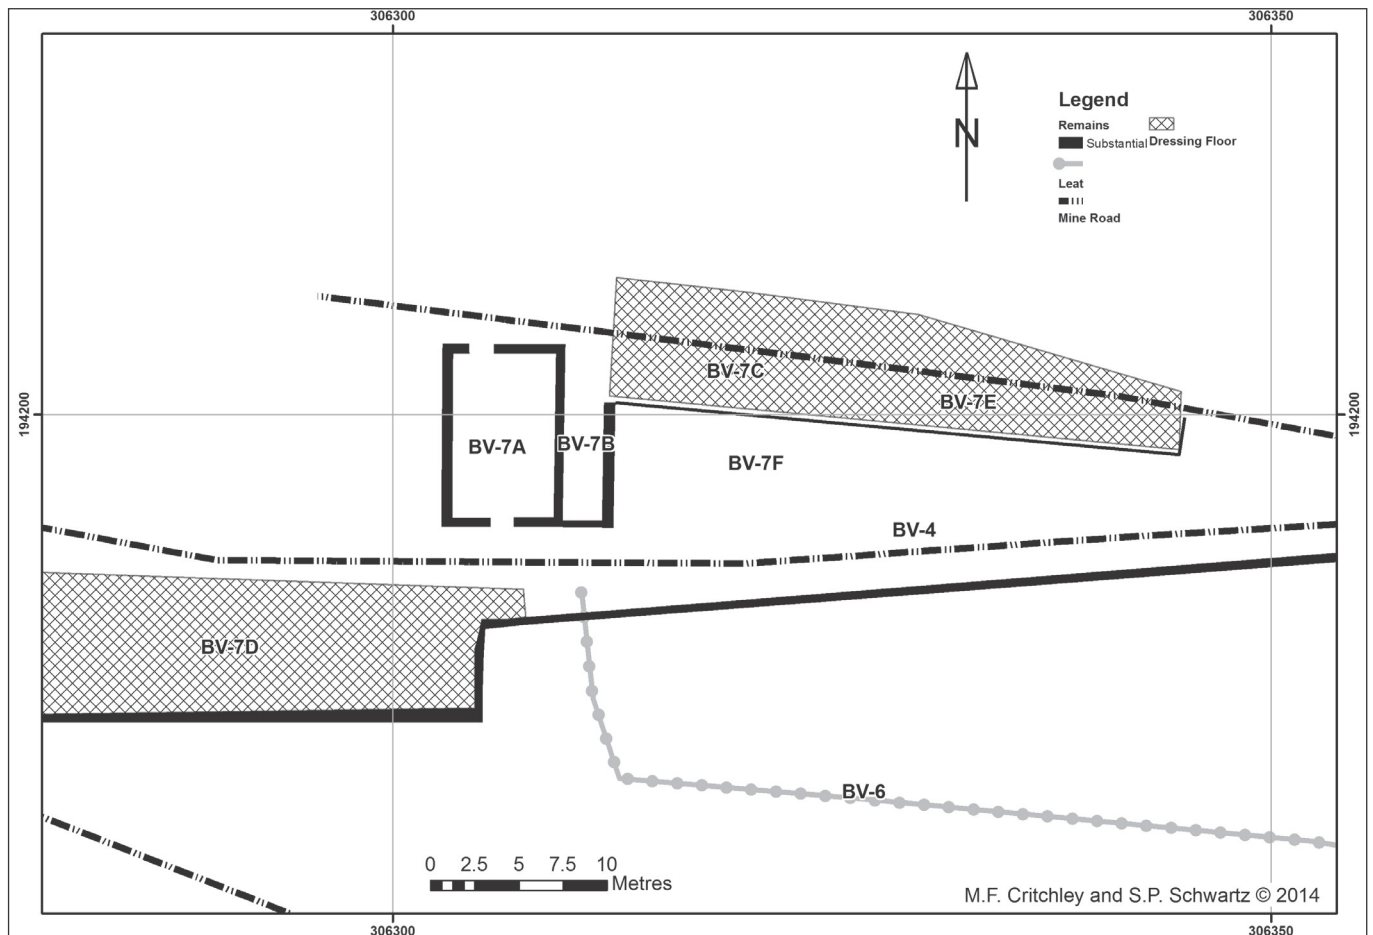 306300 306350
N
Legend
Remains
Substantial Dressing Floor
Leat
Mine Road
BV-7C
BV-7E
194200 194200
BV-7A BV-7B
BV-7F
BV-4
BV-7D
BV-6
0 2.5 5 7.5 10
Metres
M.F. Critchley and S.P. Schwartz © 2014
306300 306350